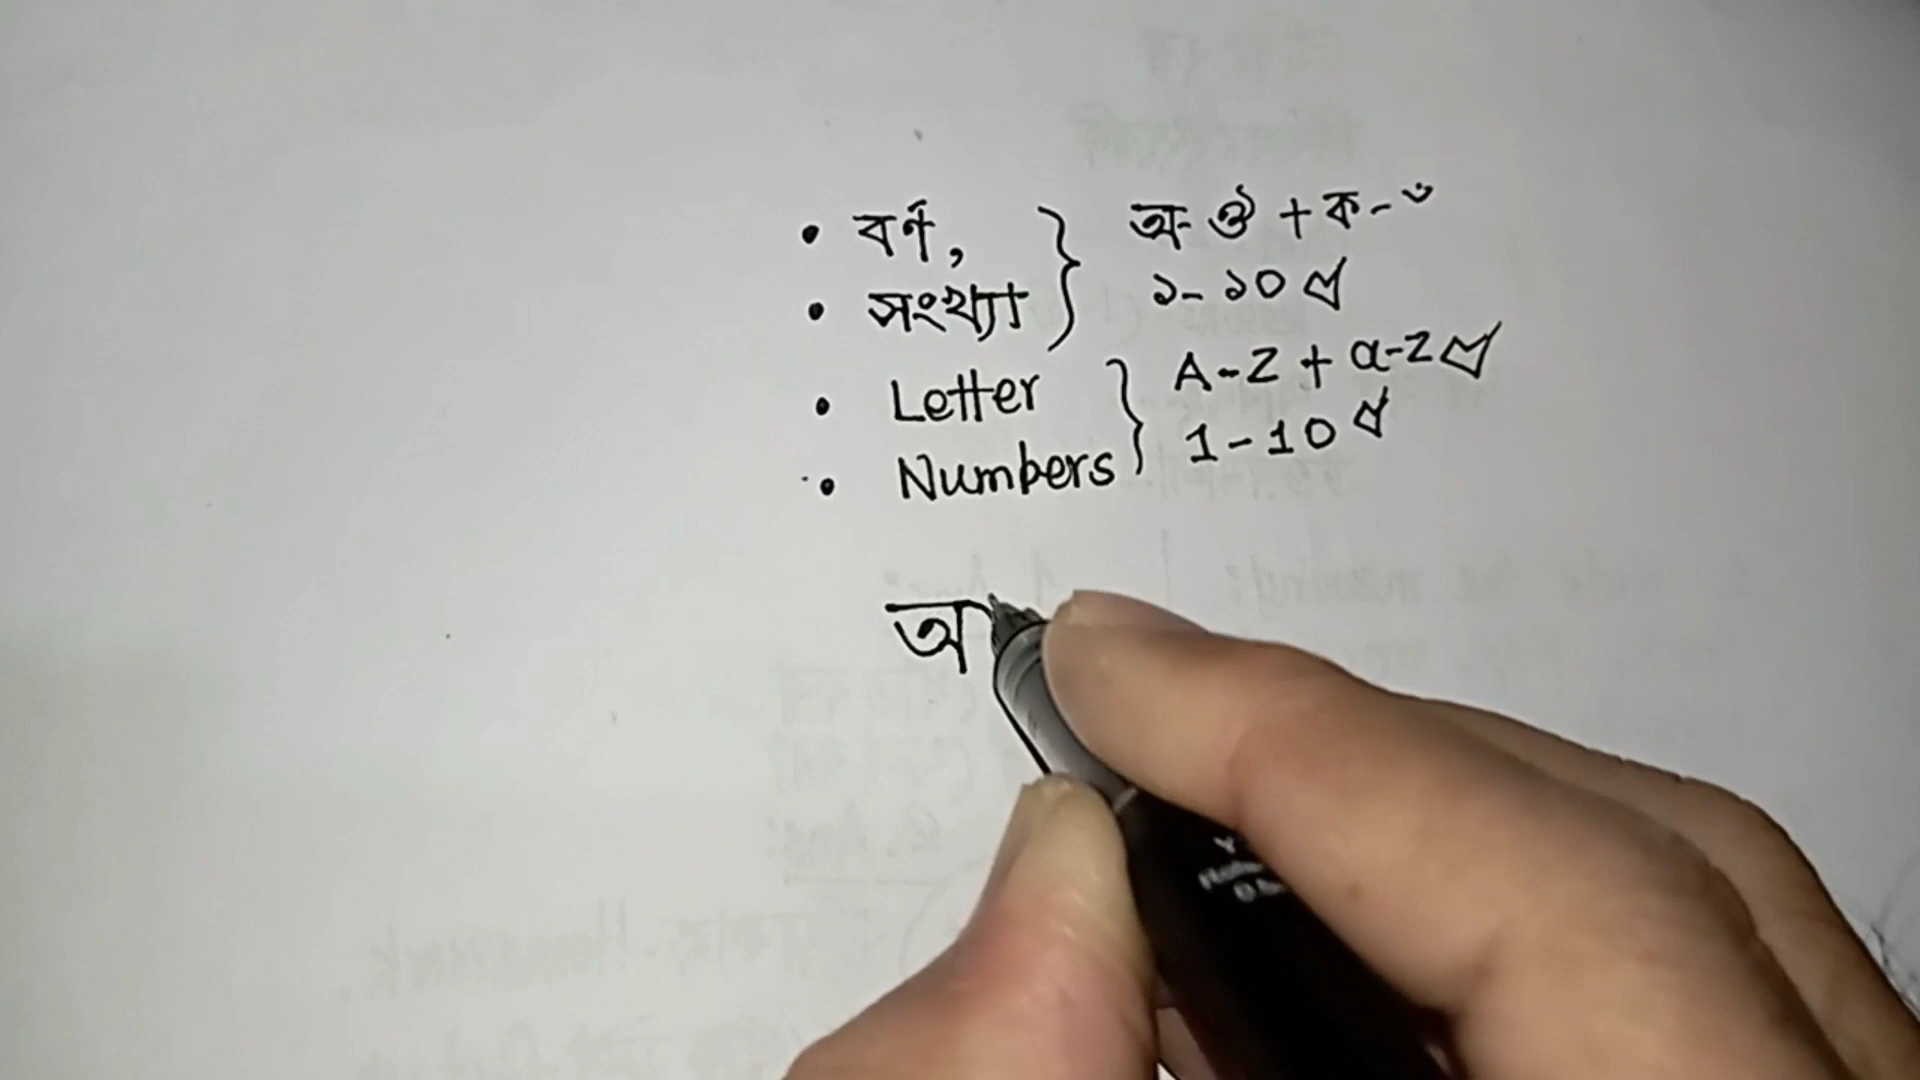 • বর্ণ, } অ-ঔ + ক-ঁ
• সংখ্যা } ১-১০
• Letter } A-Z + a-z
• Numbers } 1-10
অ